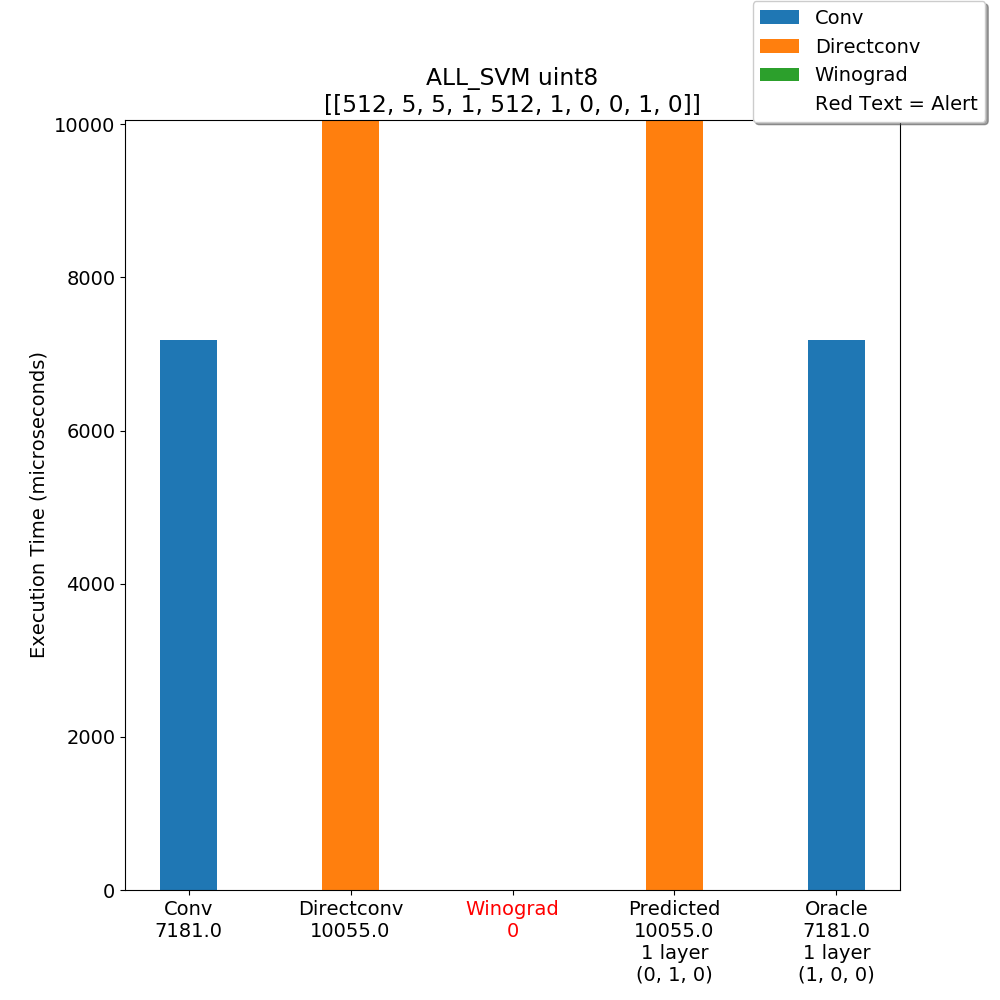 Conv
Directconv
Winograd
Red Text = Alert
ALL_SVM uint8
[[512, 5, 5, 1, 512, 1, 0, 0, 1, 0]]
Execution Time (microseconds)
10000
8000
6000
4000
2000
0
Conv
7181.0
Directconv
10055.0
Winograd
0
Predicted
10055.0
1 layer
(0, 1, 0)
Oracle
7181.0
1 layer
(1, 0, 0)